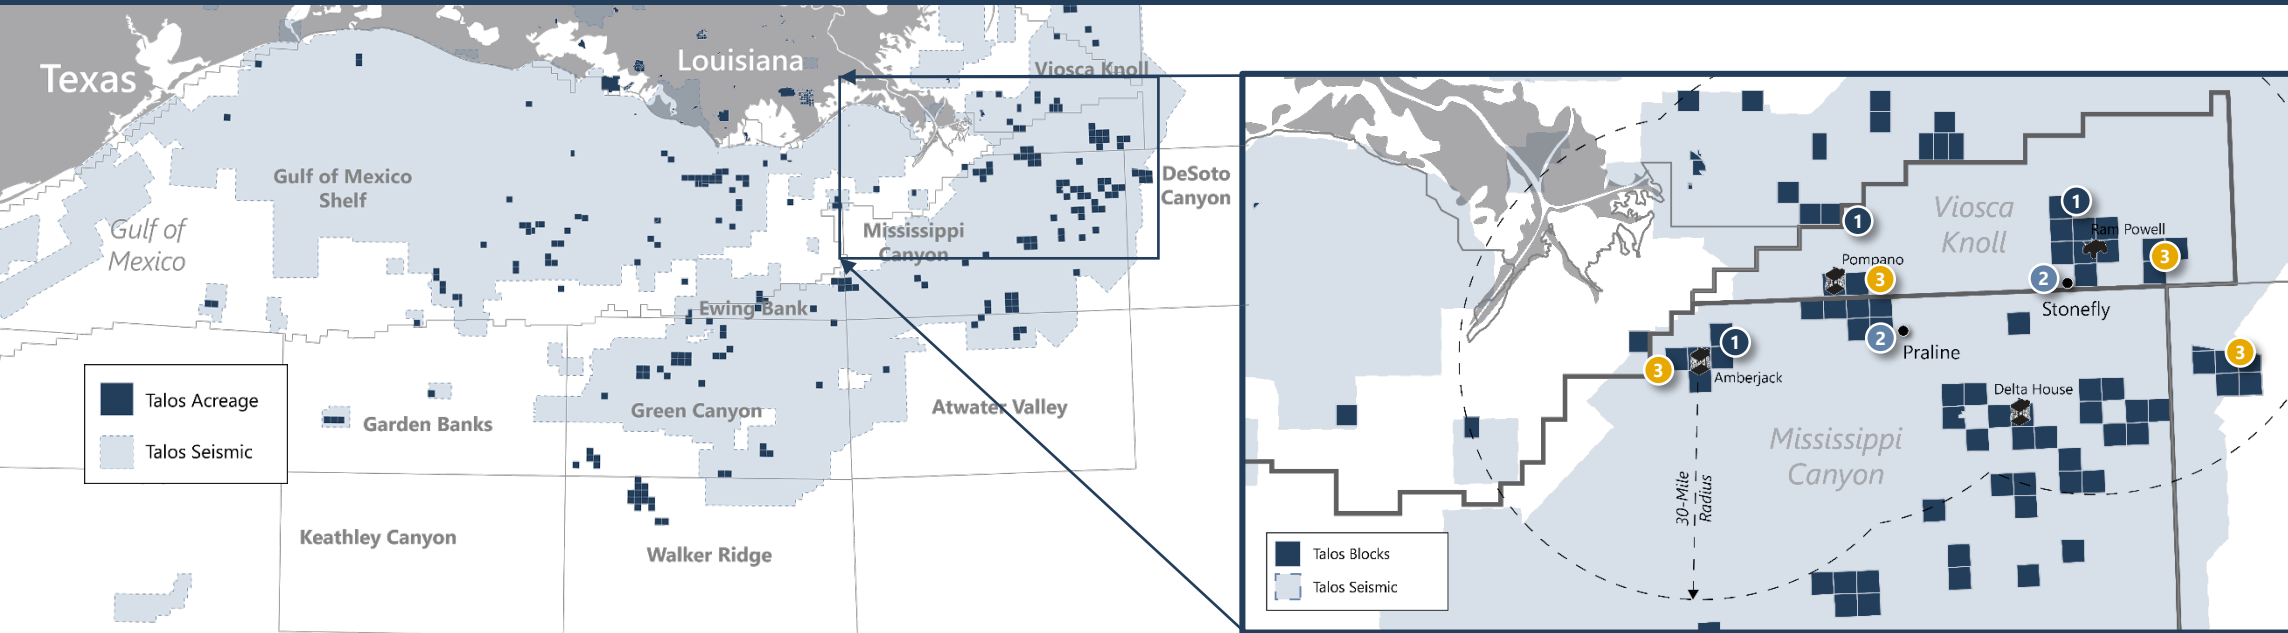 Texas
Louisiana
Viosca Knoll
Gulf of Mexico
Shelf
DeSoto
Canyon
Gulf of
Mexico
Mississippi
Canyon
Ewing Bank
Talos Acreage
Talos Seismic
Garden Banks
Green Canyon
Atwater Valley
Keathley Canyon
Walker Ridge
1
1
Viosca
Knoll
Ram Powell
3
Pompano
3
2
Stonefly
1
2
Praline
3
3
Amberjack
Delta House
Mississippi
Canyon
30-Mile
Radius
Talos Blocks
Talos Seismic